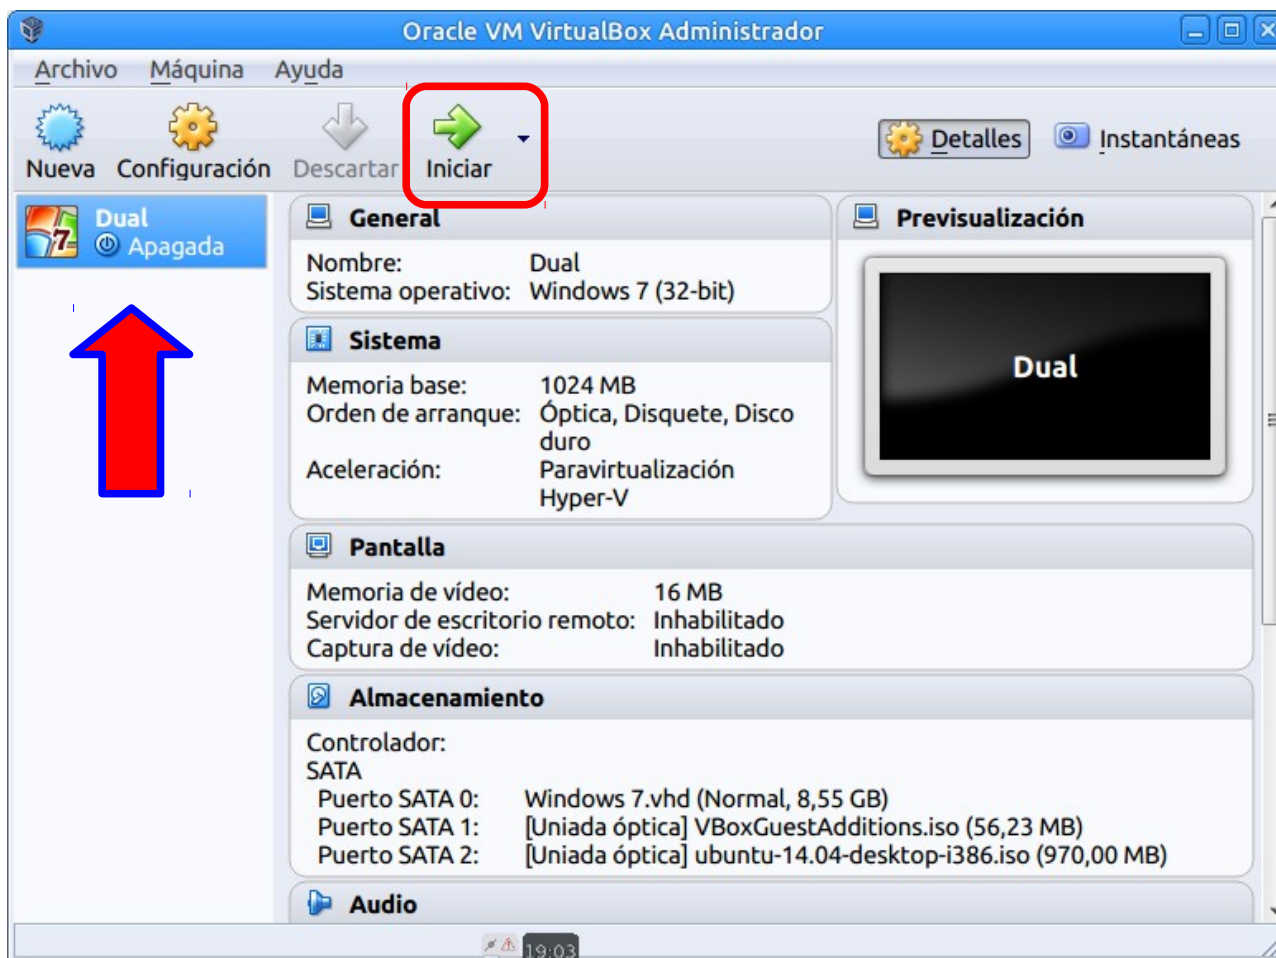 Oracle VM VirtualBox Administrador
Archivo Máquina Ayuda
Nueva Configuración Descartar Iniciar Detalles Instantáneas
Dual
Apagada
General
Nombre: Dual
Sistema operativo: Windows 7 (32-bit)
Sistema
Memoria base: 1024 MB
Orden de arranque: Óptica, Disquete, Disco
duro
Aceleración: Paravirtualización
Hyper-V
Previsualización
Dual
Pantalla
Memoria de vídeo: 16 MB
Servidor de escritorio remoto: Inhabilitado
Captura de vídeo: Inhabilitado
Almacenamiento
Controlador:
SATA
Puerto SATA 0: Windows 7.vhd (Normal, 8,55 GB)
Puerto SATA 1: [Uniada óptica] VBoxGuestAdditions.iso (56,23 MB)
Puerto SATA 2: [Uniada óptica] ubuntu-14.04-desktop-i386.iso (970,00 MB)
Audio
19:03